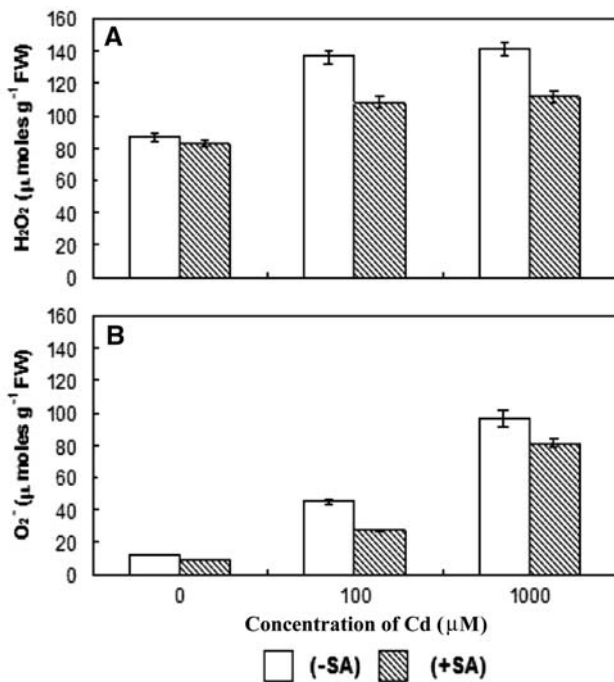 A
H₂O₂ (μ moles g⁻¹ FW)
160
140
120
100
80
60
40
20
0
B
O₂⁻ (μ moles g⁻¹ FW)
160
140
120
100
80
60
40
20
0
0 100 1000
Concentration of Cd (μM)
(-SA) (+SA)